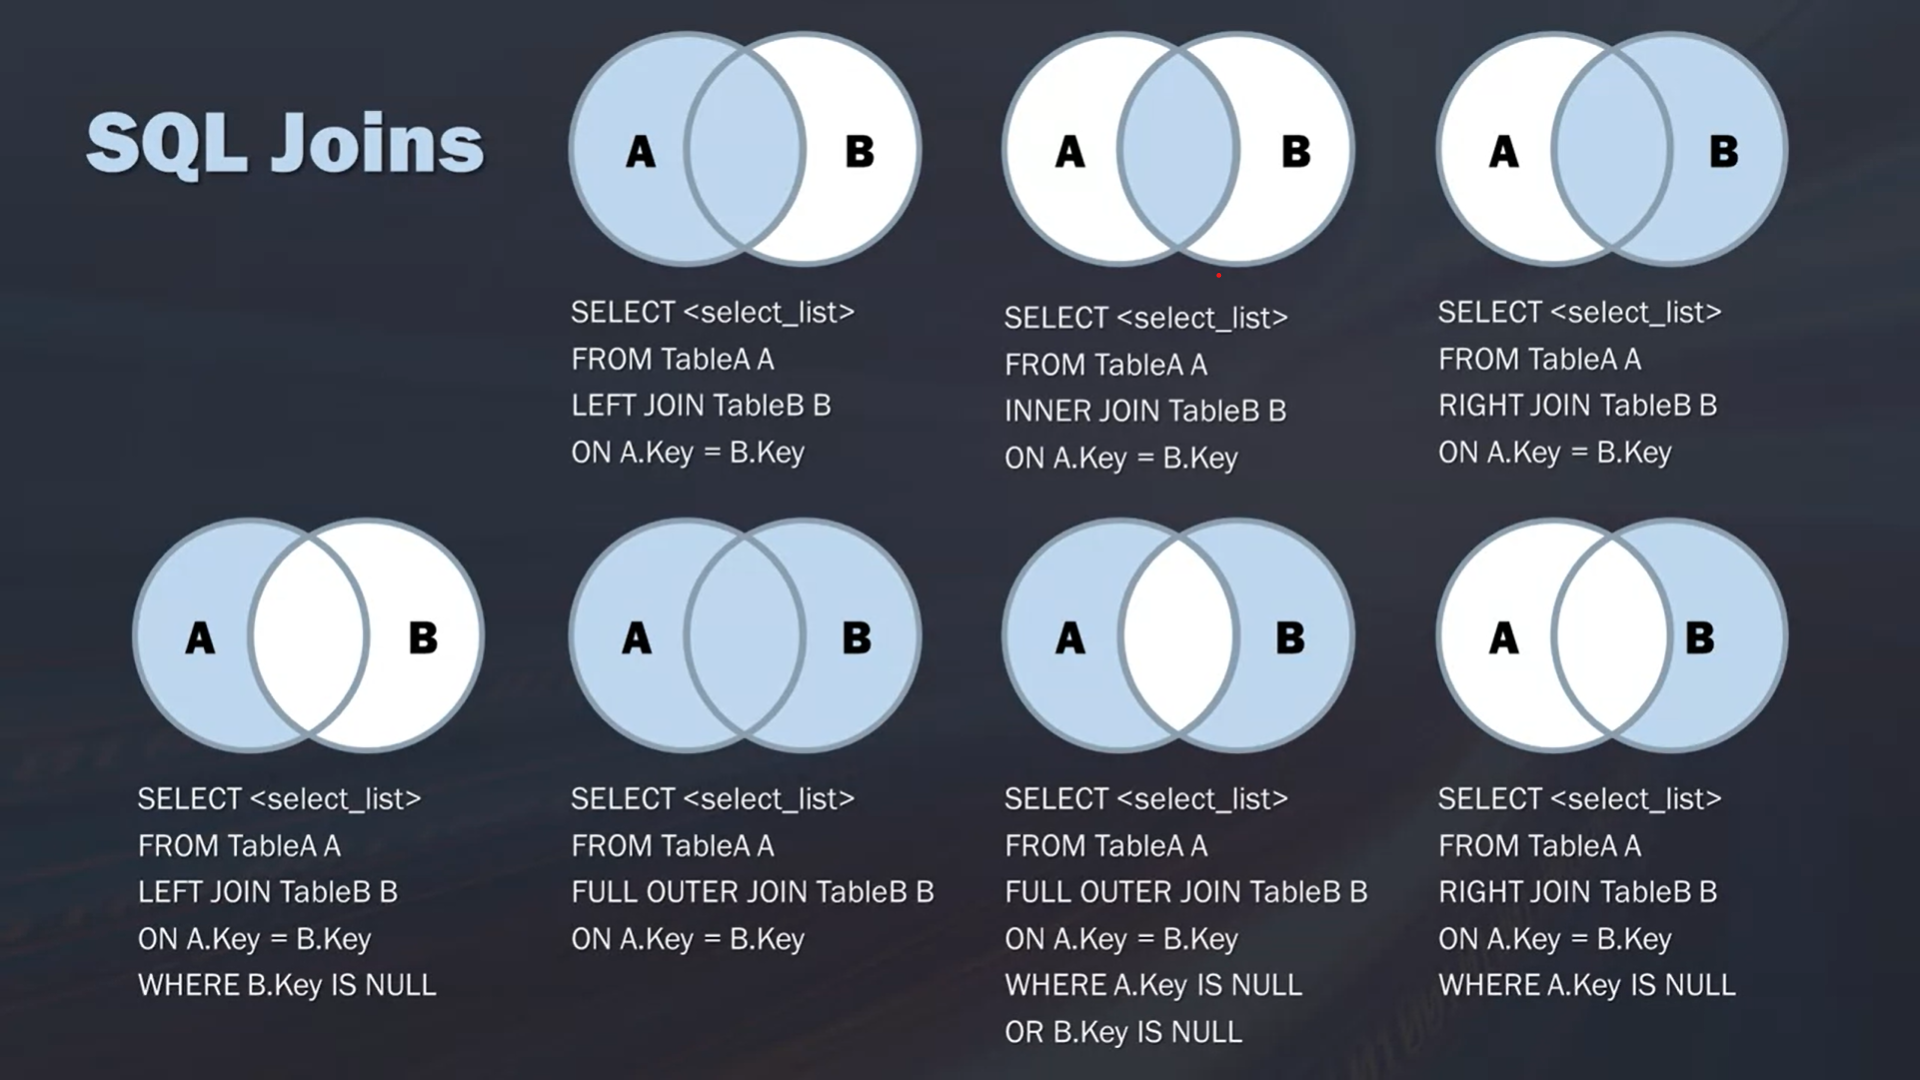 SQL Joins
A
B
SELECT <select_list>
FROM TableA A
LEFT JOIN TableB B
ON A.Key = B.Key
A
B
SELECT <select_list>
FROM TableA A
INNER JOIN TableB B
ON A.Key = B.Key
A
B
SELECT <select_list>
FROM TableA A
RIGHT JOIN TableB B
ON A.Key = B.Key
A
B
SELECT <select_list>
FROM TableA A
LEFT JOIN TableB B
ON A.Key = B.Key
WHERE B.Key IS NULL
A
B
SELECT <select_list>
FROM TableA A
FULL OUTER JOIN TableB B
ON A.Key = B.Key
A
B
SELECT <select_list>
FROM TableA A
FULL OUTER JOIN TableB B
ON A.Key = B.Key
WHERE A.Key IS NULL
OR B.Key IS NULL
A
B
SELECT <select_list>
FROM TableA A
RIGHT JOIN TableB B
ON A.Key = B.Key
WHERE A.Key IS NULL